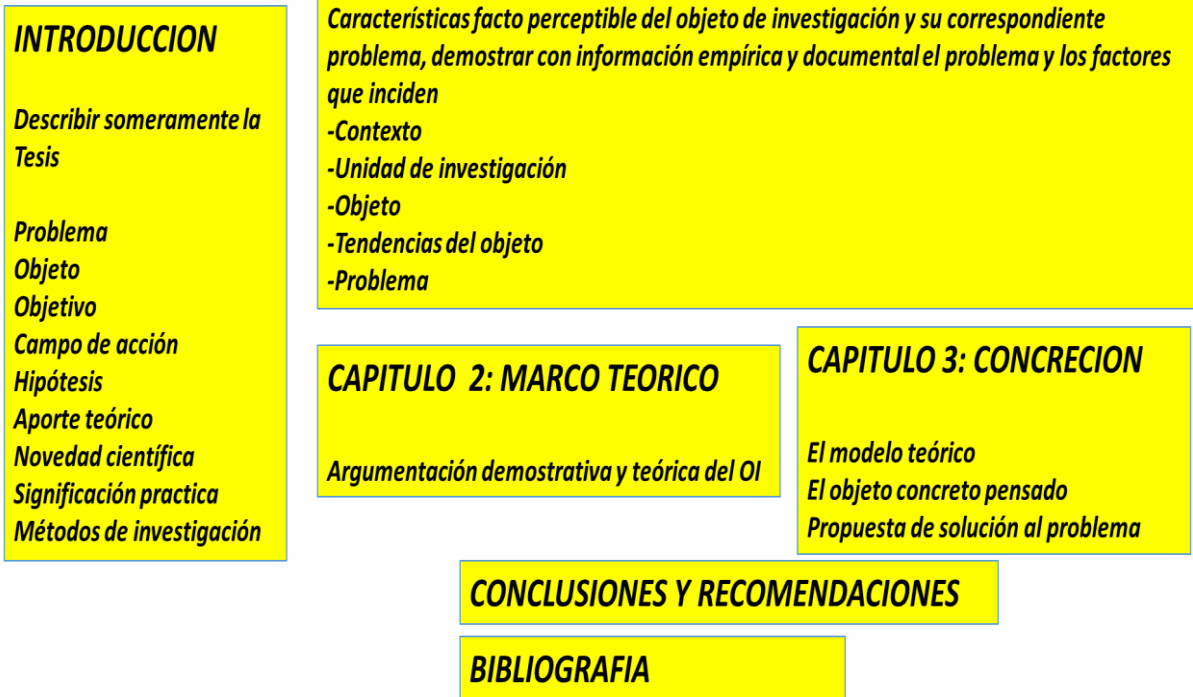 INTRODUCCION
Describir someramente la
Tesis
Problema
Objeto
Objetivo
Campo de acción
Hipótesis
Aporte teórico
Novedad científica
Significación practica
Métodos de investigación
Características facto perceptible del objeto de investigación y su correspondiente
problema, demostrar con información empírica y documental el problema y los factores
que inciden
-Contexto
-Unidad de investigación
-Objeto
-Tendencias del objeto
-Problema
CAPITULO 2: MARCO TEORICO
Argumentación demostrativa y teórica del OI
CAPITULO 3: CONCRECION
El modelo teórico
El objeto concreto pensado
Propuesta de solución al problema
CONCLUSIONES Y RECOMENDACIONES
BIBLIOGRAFIA